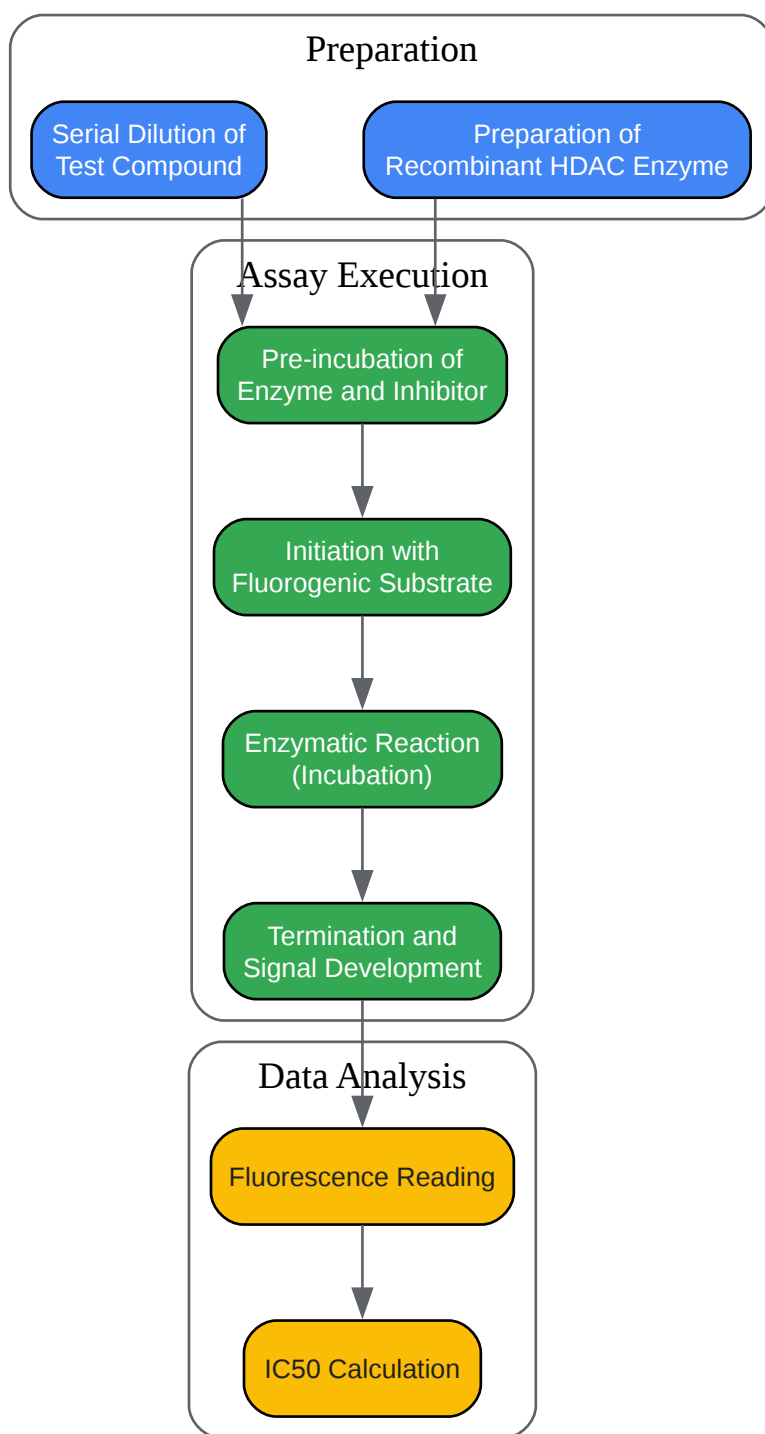 Preparation
Serial Dilution of
Test Compound
Preparation of
Recombinant HDAC Enzyme
Assay Execution
Pre-incubation of
Enzyme and Inhibitor
Initiation with
Fluorogenic Substrate
Enzymatic Reaction
(Incubation)
Termination and
Signal Development
Data Analysis
Fluorescence Reading
IC50 Calculation